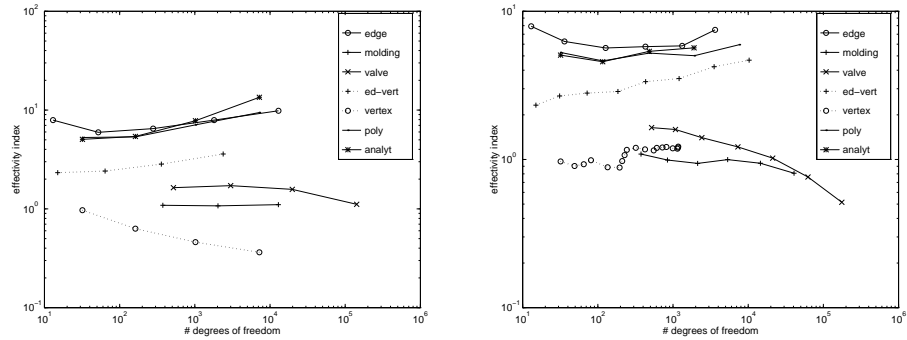 10^2
10^1
10^0
10^-1
effectivity index
edge
molding
valve
ed-vert
vertex
poly
analyt
10^1 10^2 10^3 10^4 10^5 10^6
# degrees of freedom
10^1
10^0
10^-1
effectivity index
edge
molding
valve
ed-vert
vertex
poly
analyt
10^1 10^2 10^3 10^4 10^5 10^6
# degrees of freedom